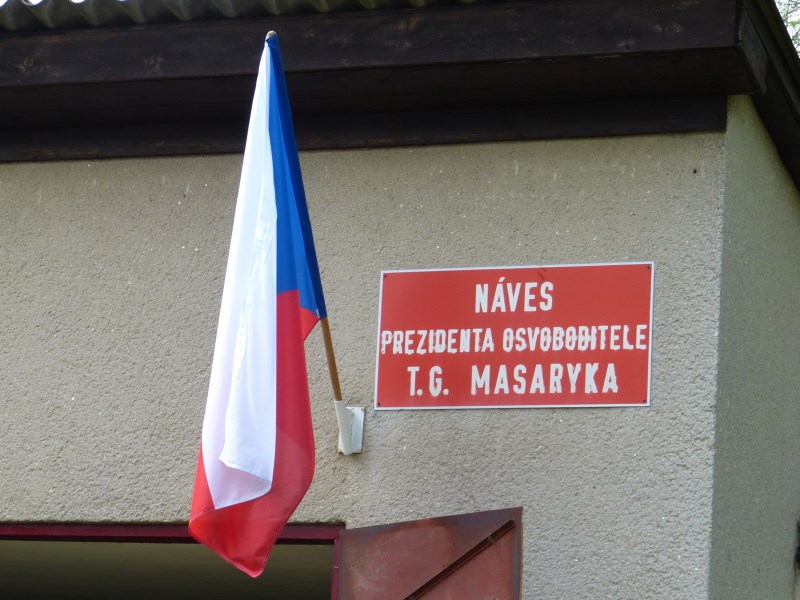 NÁVES
PREZIDENTA OSVOBODITELE
T.G. MASARYKA